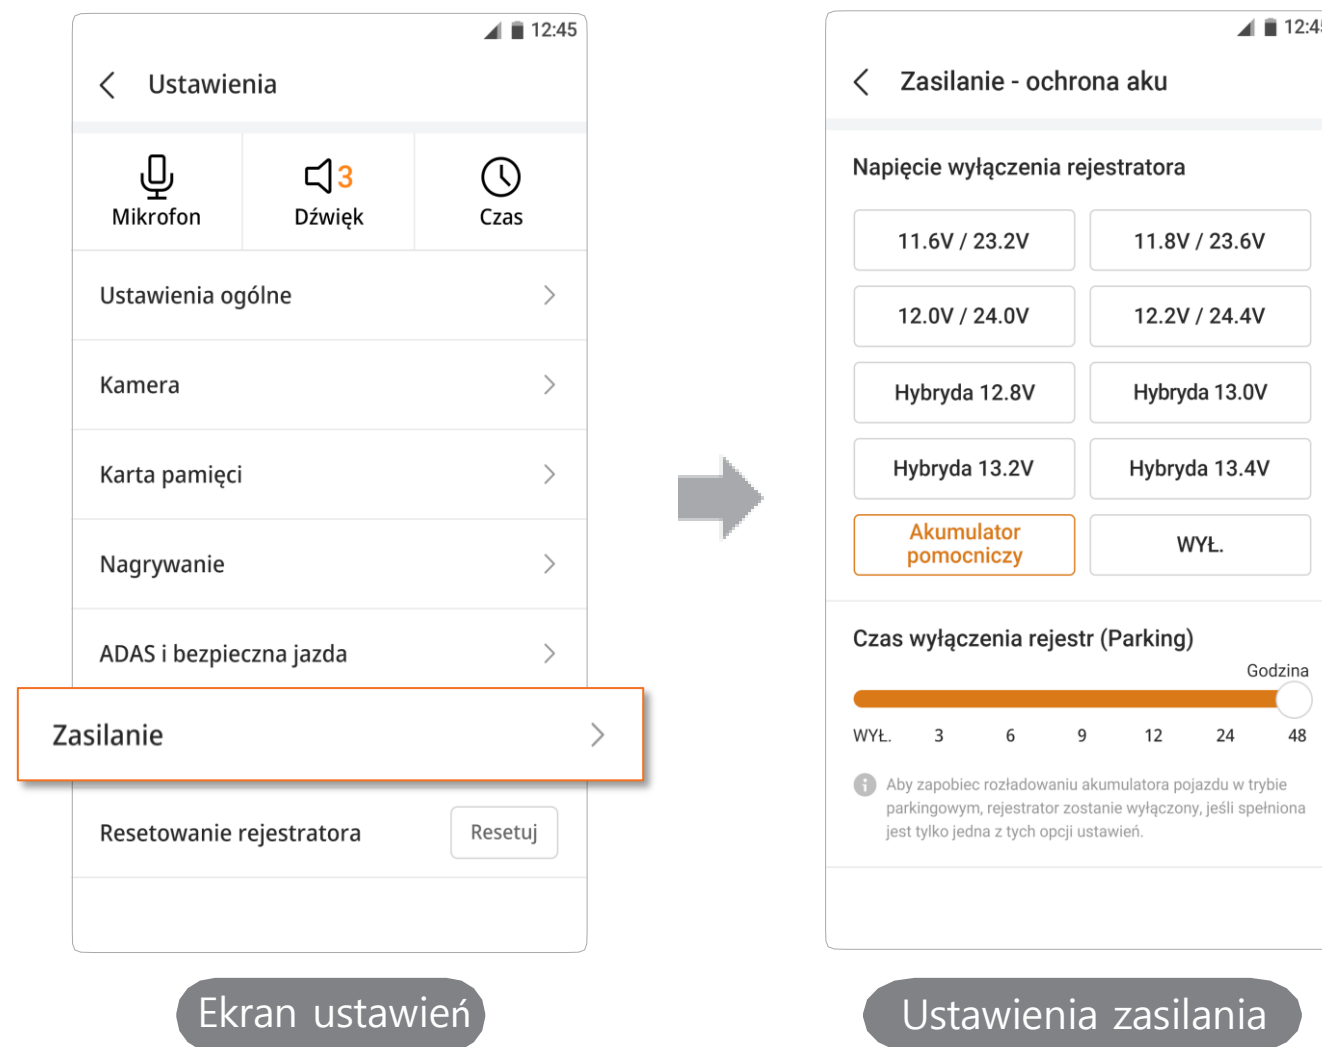 12:45
Ustawienia
3
Mikrofon
Dźwięk
Czas
Ustawienia ogólne
Kamera
Karta pamięci
Nagrywanie
ADAS i bezpieczna jazda
Zasilanie
Resetowanie rejestratora
Resetuj
Ekran ustawień
12:45
Zasilanie - ochrona aku
Napięcie wyłączenia rejestratora
11.6V / 23.2V
11.8V / 23.6V
12.0V / 24.0V
12.2V / 24.4V
Hybryda 12.8V
Hybryda 13.0V
Hybryda 13.2V
Hybryda 13.4V
Akumulator
pomocniczy
WYŁ.
Czas wyłączenia rejestr (Parking)
Godzina
WYŁ. 3 6 9 12 24 48
Aby zapobiec rozładowaniu akumulatora pojazdu w trybie
parkingowym, rejestrator zostanie wyłączony, jeśli spełniona
jest tylko jedna z tych opcji ustawień.
Ustawienia zasilania